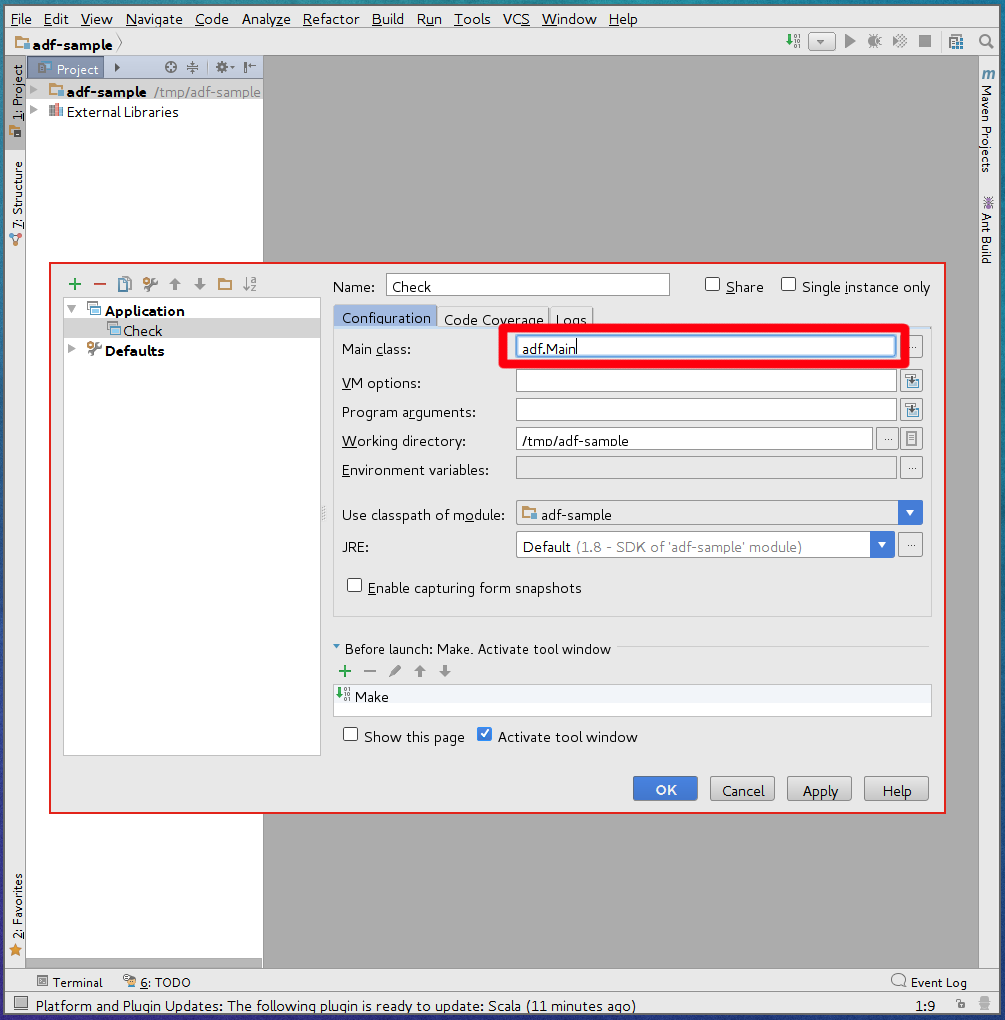 File Edit View Navigate Code Analyze Refactor Build Run Tools VCS Window Help
adf-sample
1: Project
7: Structure
2: Favorites
Project
adf-sample /tmp/adf-sample
External Libraries
Maven Projects
Ant Build
Application
Check
Defaults
Name: Check Share Single instance only
Configuration Code Coverage Logs
Main class: adf.Main ...
VM options:
Program arguments:
Working directory: /tmp/adf-sample ...
Environment variables: ...
Use classpath of module: adf-sample
JRE: Default (1.8 - SDK of 'adf-sample' module) ...
Enable capturing form snapshots
Before launch: Make. Activate tool window
Make
Show this page Activate tool window
OK Cancel Apply Help
Terminal 6: TODO Event Log
Platform and Plugin Updates: The following plugin is ready to update: Scala (11 minutes ago) 1:9